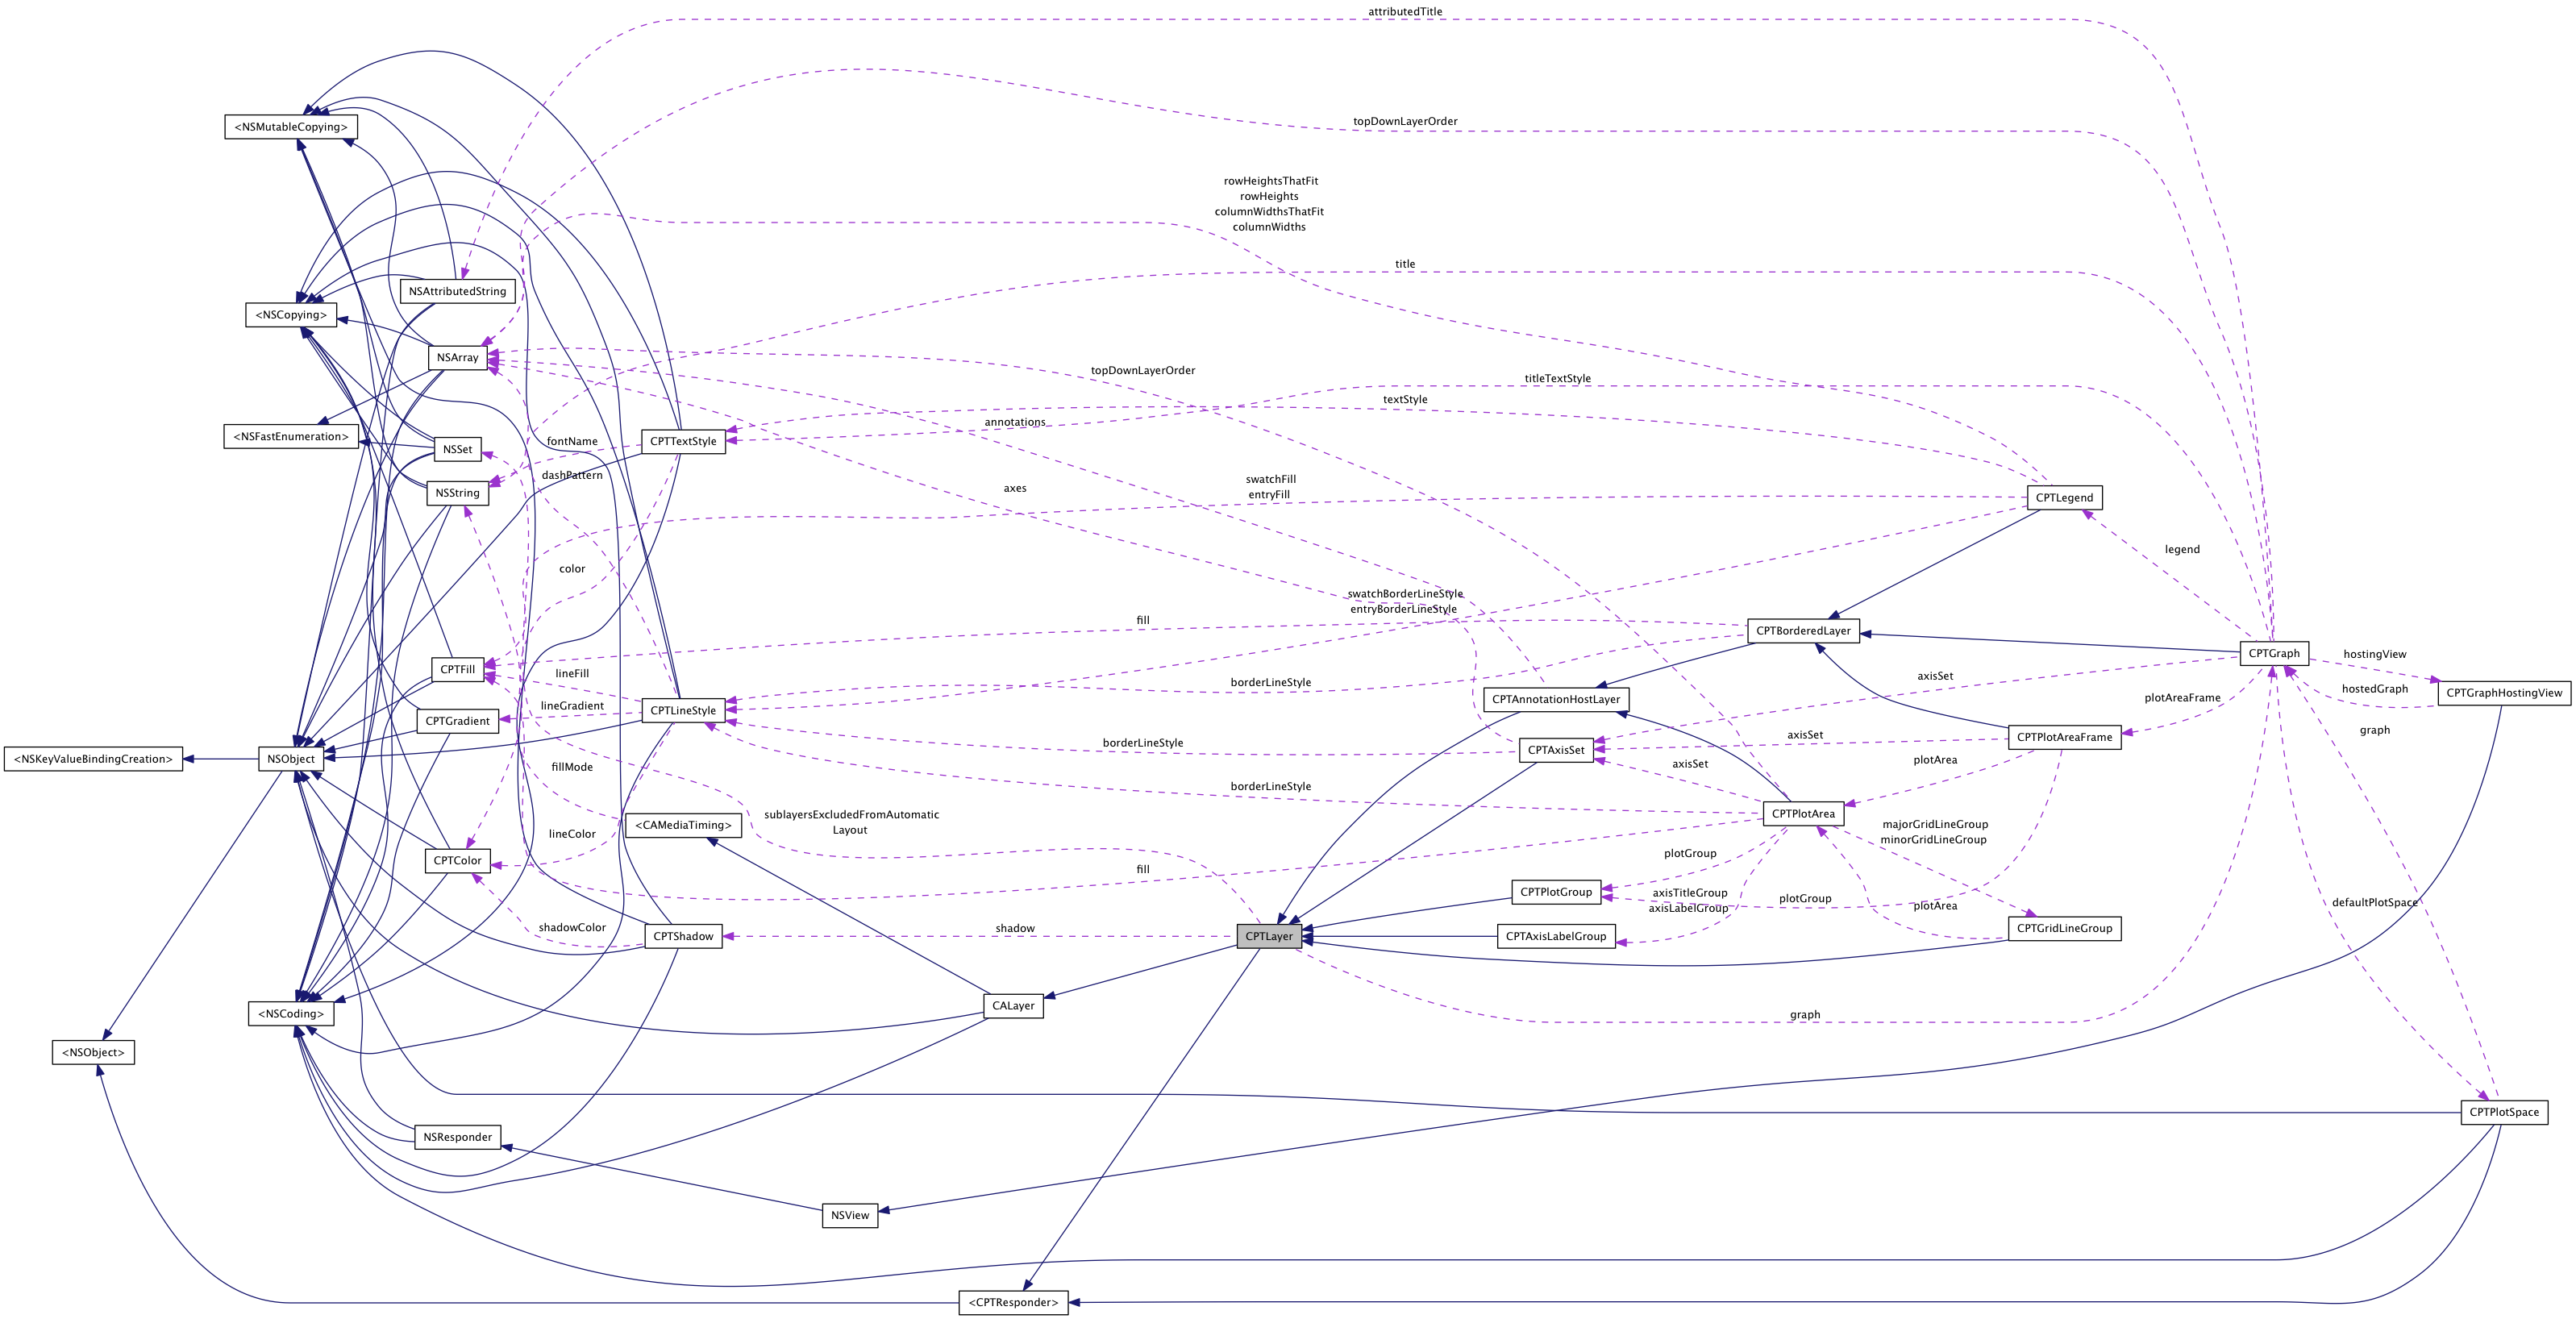 attributedTitle
topDownLayerOrder
<NSMutableCopying>
rowHeightsThatFit
rowHeights
columnWidthsThatFit
columnWidths
title
NSAttributedString
<NSCopying>
NSArray
topDownLayerOrder
titleTextStyle
textStyle
annotations
<NSFastEnumeration>
NSSet
fontName
CPTTextStyle
dashPattern
swatchFill
entryFill
axes
NSString
CPTLegend
legend
color
swatchBorderLineStyle
entryBorderLineStyle
fill
CPTBorderedLayer
CPTGraph
hostingView
CPTFill
lineFill
axisSet
borderLineStyle
hostedGraph
CPTGraphHostingView
plotAreaFrame
CPTAnnotationHostLayer
lineGradient
CPTLineStyle
CPTGradient
graph
<NSKeyValueBindingCreation>
NSObject
borderLineStyle
CPTAxisSet
axisSet
CPTPlotAreaFrame
fillMode
axisSet
plotArea
borderLineStyle
CPTPlotArea
sublayersExcludedFromAutomatic
Layout
<CAMediaTiming>
lineColor
majorGridLineGroup
minorGridLineGroup
plotGroup
CPTColor
fill
CPTPlotGroup
axisTitleGroup
axisLabelGroup
plotGroup
plotArea
defaultPlotSpace
shadowColor
CPTShadow
shadow
CPTLayer
CPTAxisLabelGroup
CPTGridLineGroup
CALayer
<NSCoding>
graph
<NSObject>
CPTPlotSpace
NSResponder
NSView
<CPTResponder>